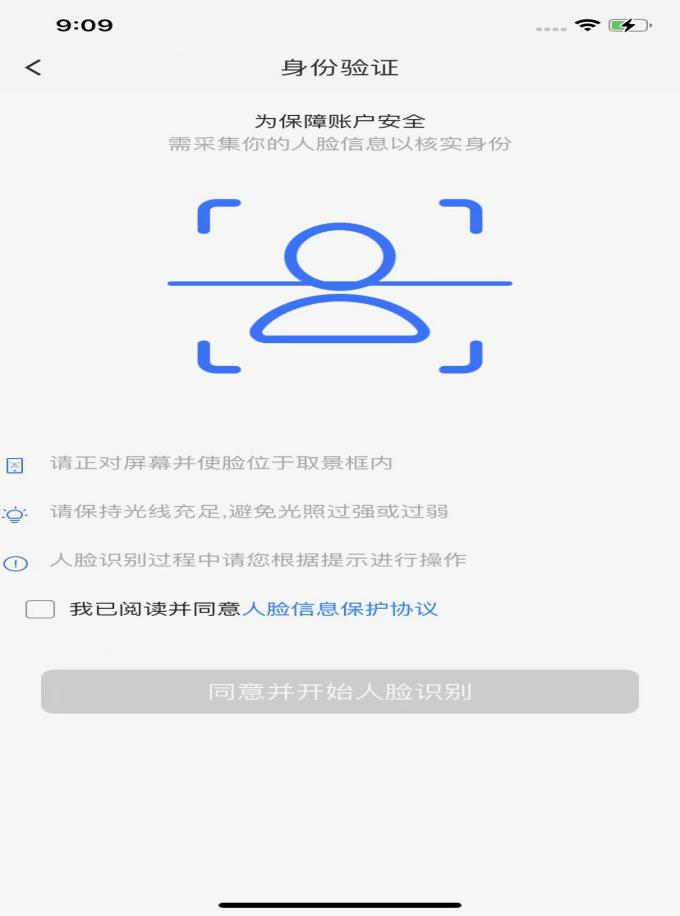 9:09
身份验证
为保障账户安全
需采集你的人脸信息以核实身份
请正对屏幕并使脸位于取景框内
请保持光线充足,避免光照过强或过弱
人脸识别过程中请您根据提示进行操作
我已阅读并同意人脸信息保护协议
同意并开始人脸识别